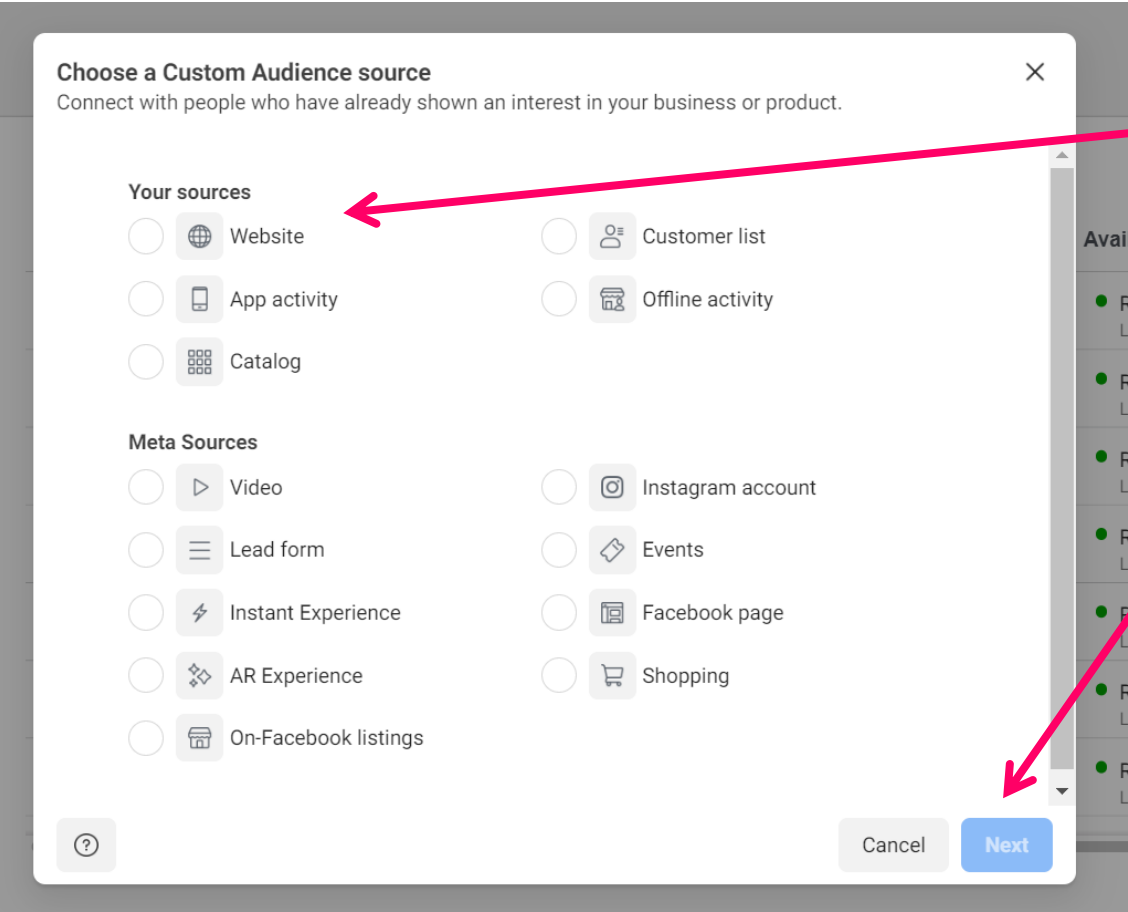 Choose a Custom Audience source
Connect with people who have already shown an interest in your business or product.
Your sources
Website
Customer list
App activity
Offline activity
Catalog
Meta Sources
Video
Instagram account
Lead form
Events
Instant Experience
Facebook page
AR Experience
Shopping
On-Facebook listings
Cancel
Next